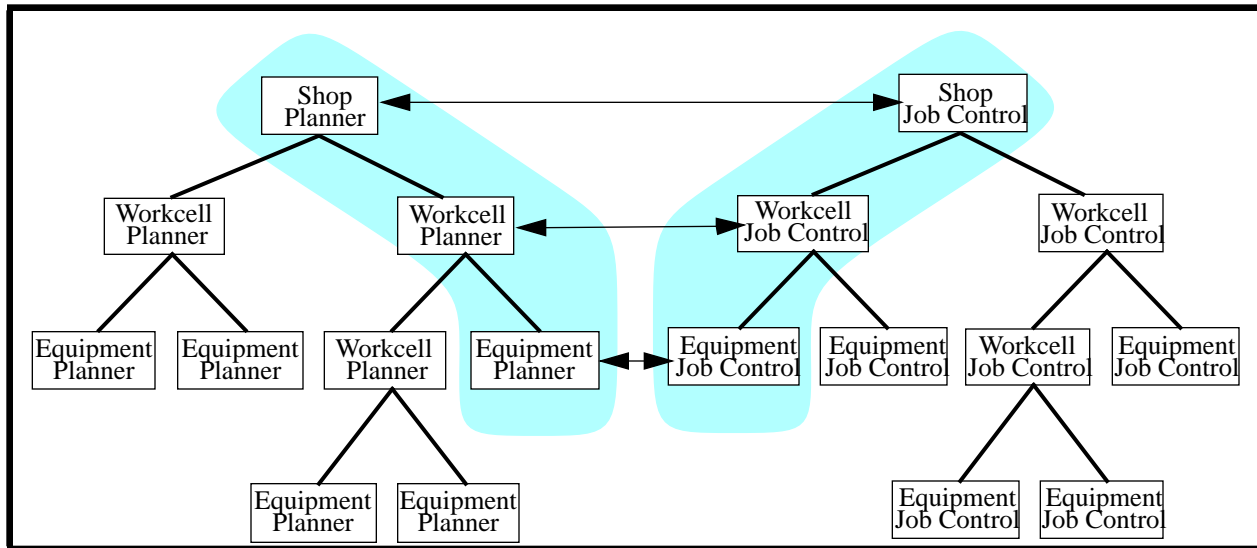 Shop
Planner
Shop
Job Control
Workcell
Planner
Workcell
Planner
Workcell
Job Control
Workcell
Job Control
Equipment
Planner
Equipment
Planner
Workcell
Planner
Equipment
Planner
Equipment
Job Control
Equipment
Job Control
Workcell
Job Control
Equipment
Job Control
Equipment
Planner
Equipment
Planner
Equipment
Job Control
Equipment
Job Control